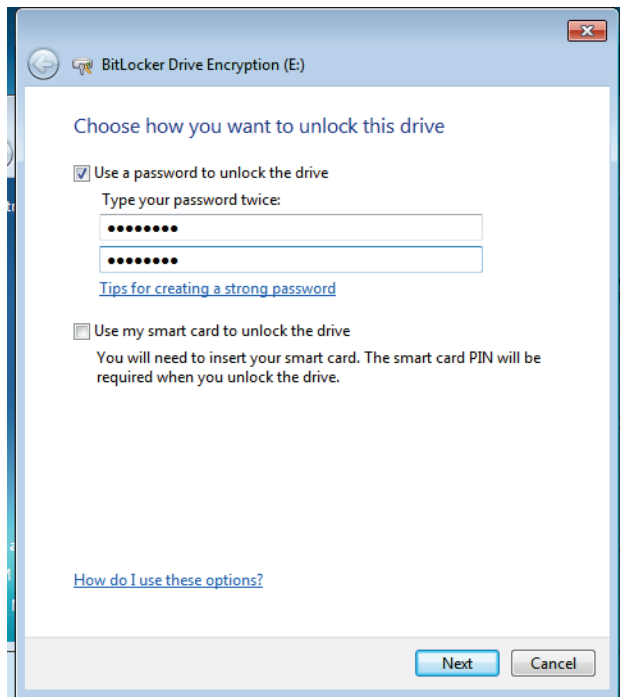 BitLocker Drive Encryption (E:)
Choose how you want to unlock this drive
Use a password to unlock the drive
Type your password twice:
●●●●●●●●
●●●●●●●●
Tips for creating a strong password
Use my smart card to unlock the drive
You will need to insert your smart card. The smart card PIN will be
required when you unlock the drive.
How do I use these options?
Next Cancel